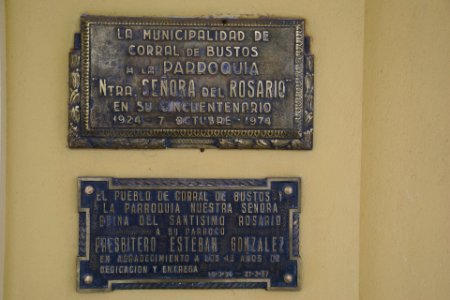 LA MUNICIPALIDAD DE
CORRAL DE BUSTOS
A LA PARROQUIA
"NTRA. SEÑORA DEL ROSARIO"
EN SU CINCUENTENARIO
1924 - 7 OCTUBRE - 1974
EL PUEBLO DE CORRAL DE BUSTOS Y
LA PARROQUIA NUESTRA SEÑORA
REINA DEL SANTISIMO ROSARIO
A SU PARROCO
PRESBITERO ESTEBAN GONZALEZ
EN AGRADECIMIENTO A LOS AÑOS DE
DEDICACION Y ENTREGA